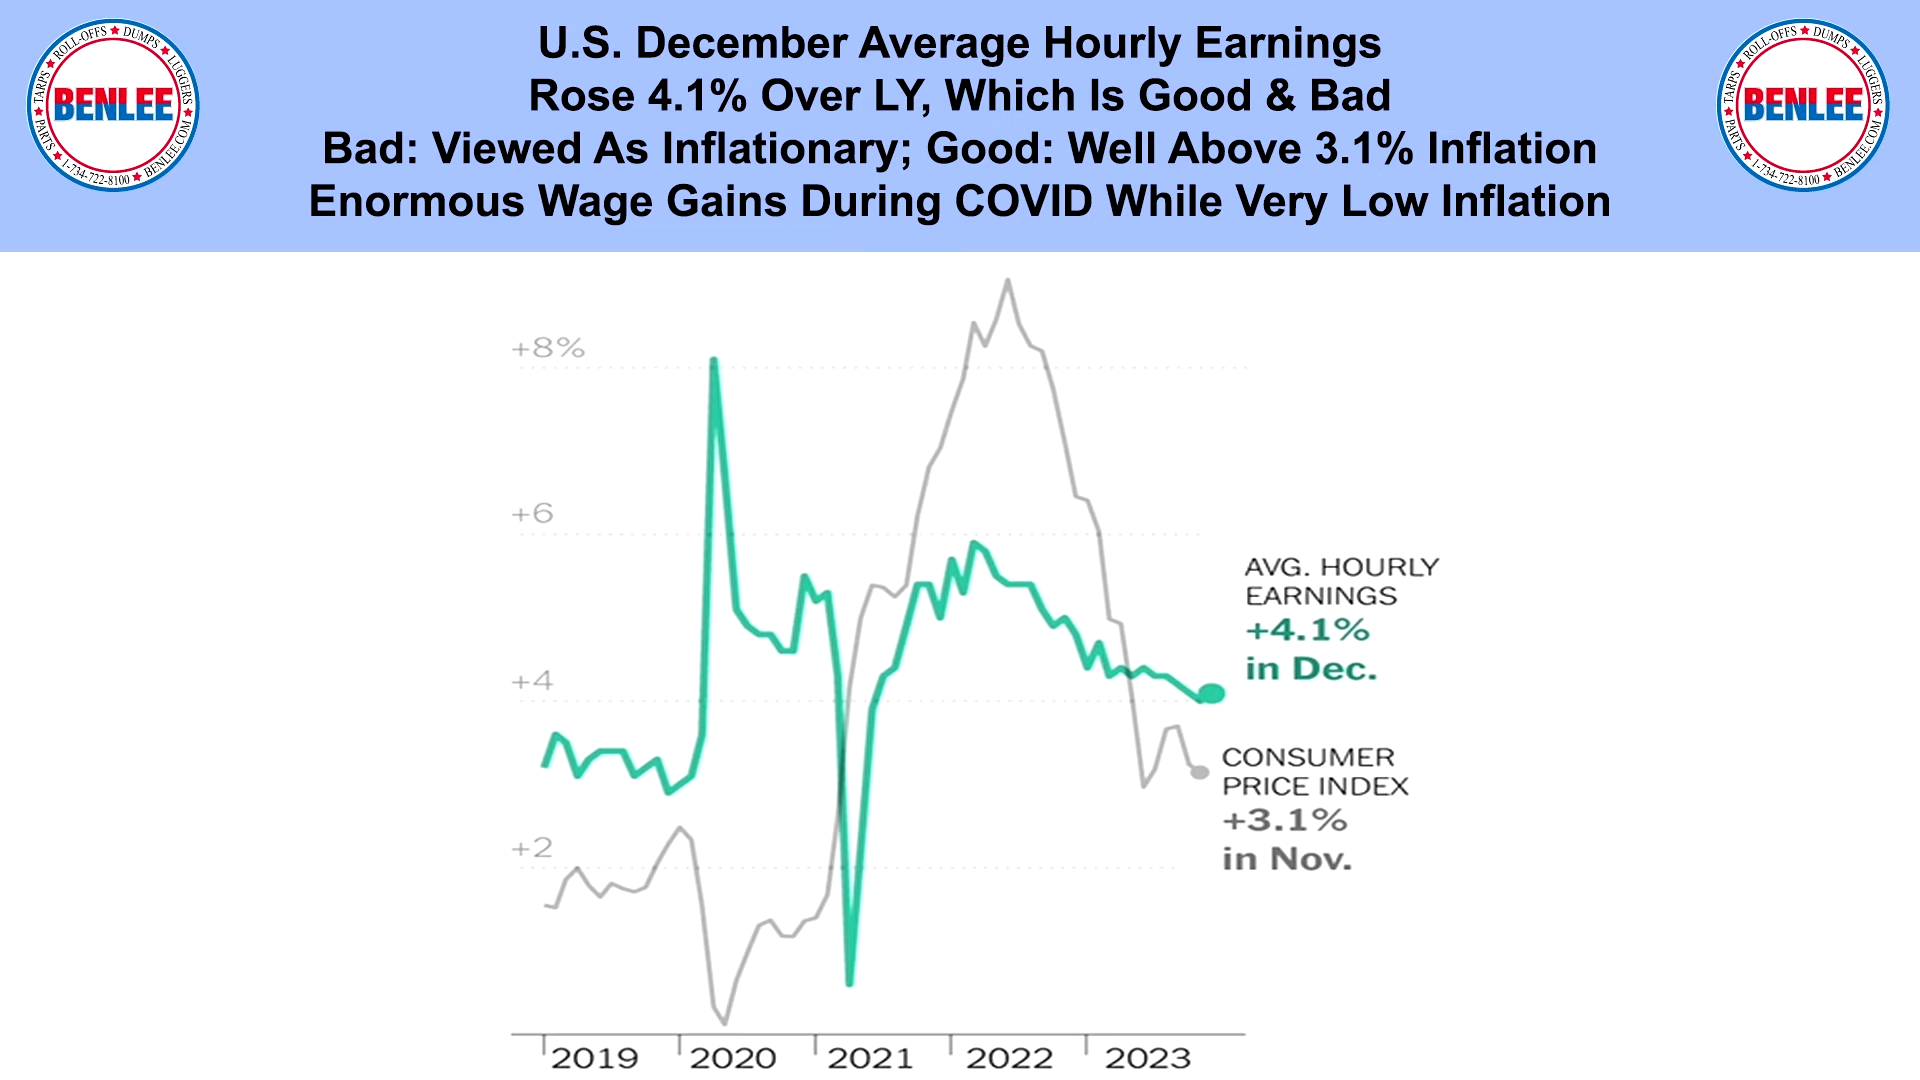 U.S. December Average Hourly Earnings
Rose 4.1% Over LY, Which Is Good & Bad
Bad: Viewed As Inflationary; Good: Well Above 3.1% Inflation
Enormous Wage Gains During COVID While Very Low Inflation
TARPS ★ ROLL-OFFS ★ DUMPS ★ LUGGERS ★
BENLEE
PARTS ★ 1-734-722-8100 ★ BENLEE.COM ★
TARPS ★ ROLL-OFFS ★ DUMPS ★ LUGGERS ★
BENLEE
PARTS ★ 1-734-722-8100 ★ BENLEE.COM ★
+8%
+6
+4
+2
AVG. HOURLY
EARNINGS
+4.1%
in Dec.
CONSUMER
PRICE INDEX
+3.1%
in Nov.
2019 2020 2021 2022 2023